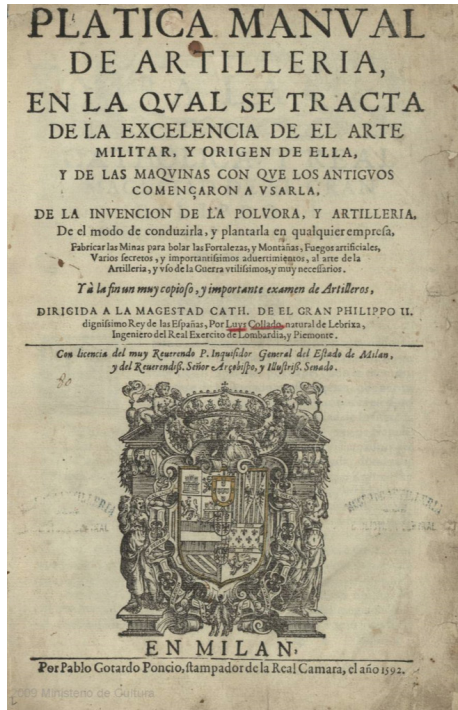 PLATICA MANVAL
DE ARTILLERIA,
EN LA QVAL SE TRACTA
DE LA EXCELENCIA DE EL ARTE
MILITAR, Y ORIGEN DE ELLA,
Y DE LAS MAQVINAS CON QVE LOS ANTIGVOS
COMENÇARON A VSARLA,
DE LA INVENCION DE LA POLVORA, Y ARTILLERIA,
De el modo de conduzirla, y plantarla en qualquier empresa,
Fabricar las Minas para bolar las Fortalezas, y Montañas, Fuegos artificiales,
Varios secretos, y importantissimos aduertimientos, al arte de la
Artilleria, y vso de la Guerra vtilissimos, y muy necessarios.
Y à la fin un muy copioso, y importante examen de Artilleros,
DIRIGIDA A LA MAGESTAD CATH. DE EL GRAN PHILIPPO II.
dignissimo Rey de las Españas, Por Luys Collado, natural de Lebrixa,
Ingeniero del Real Exercito de Lombardia, y Piemonte.
Con licencia del muy Reuerendo P. Inquisidor General del Estado de Milan,
y del Reuerendiss. Señor Arçobispo, y Illustriss. Senado.
EN MILAN,
Por Pablo Gotardo Poncio, stampador de la Real Camara, el año 1592.
2009 Ministerio de Cultura